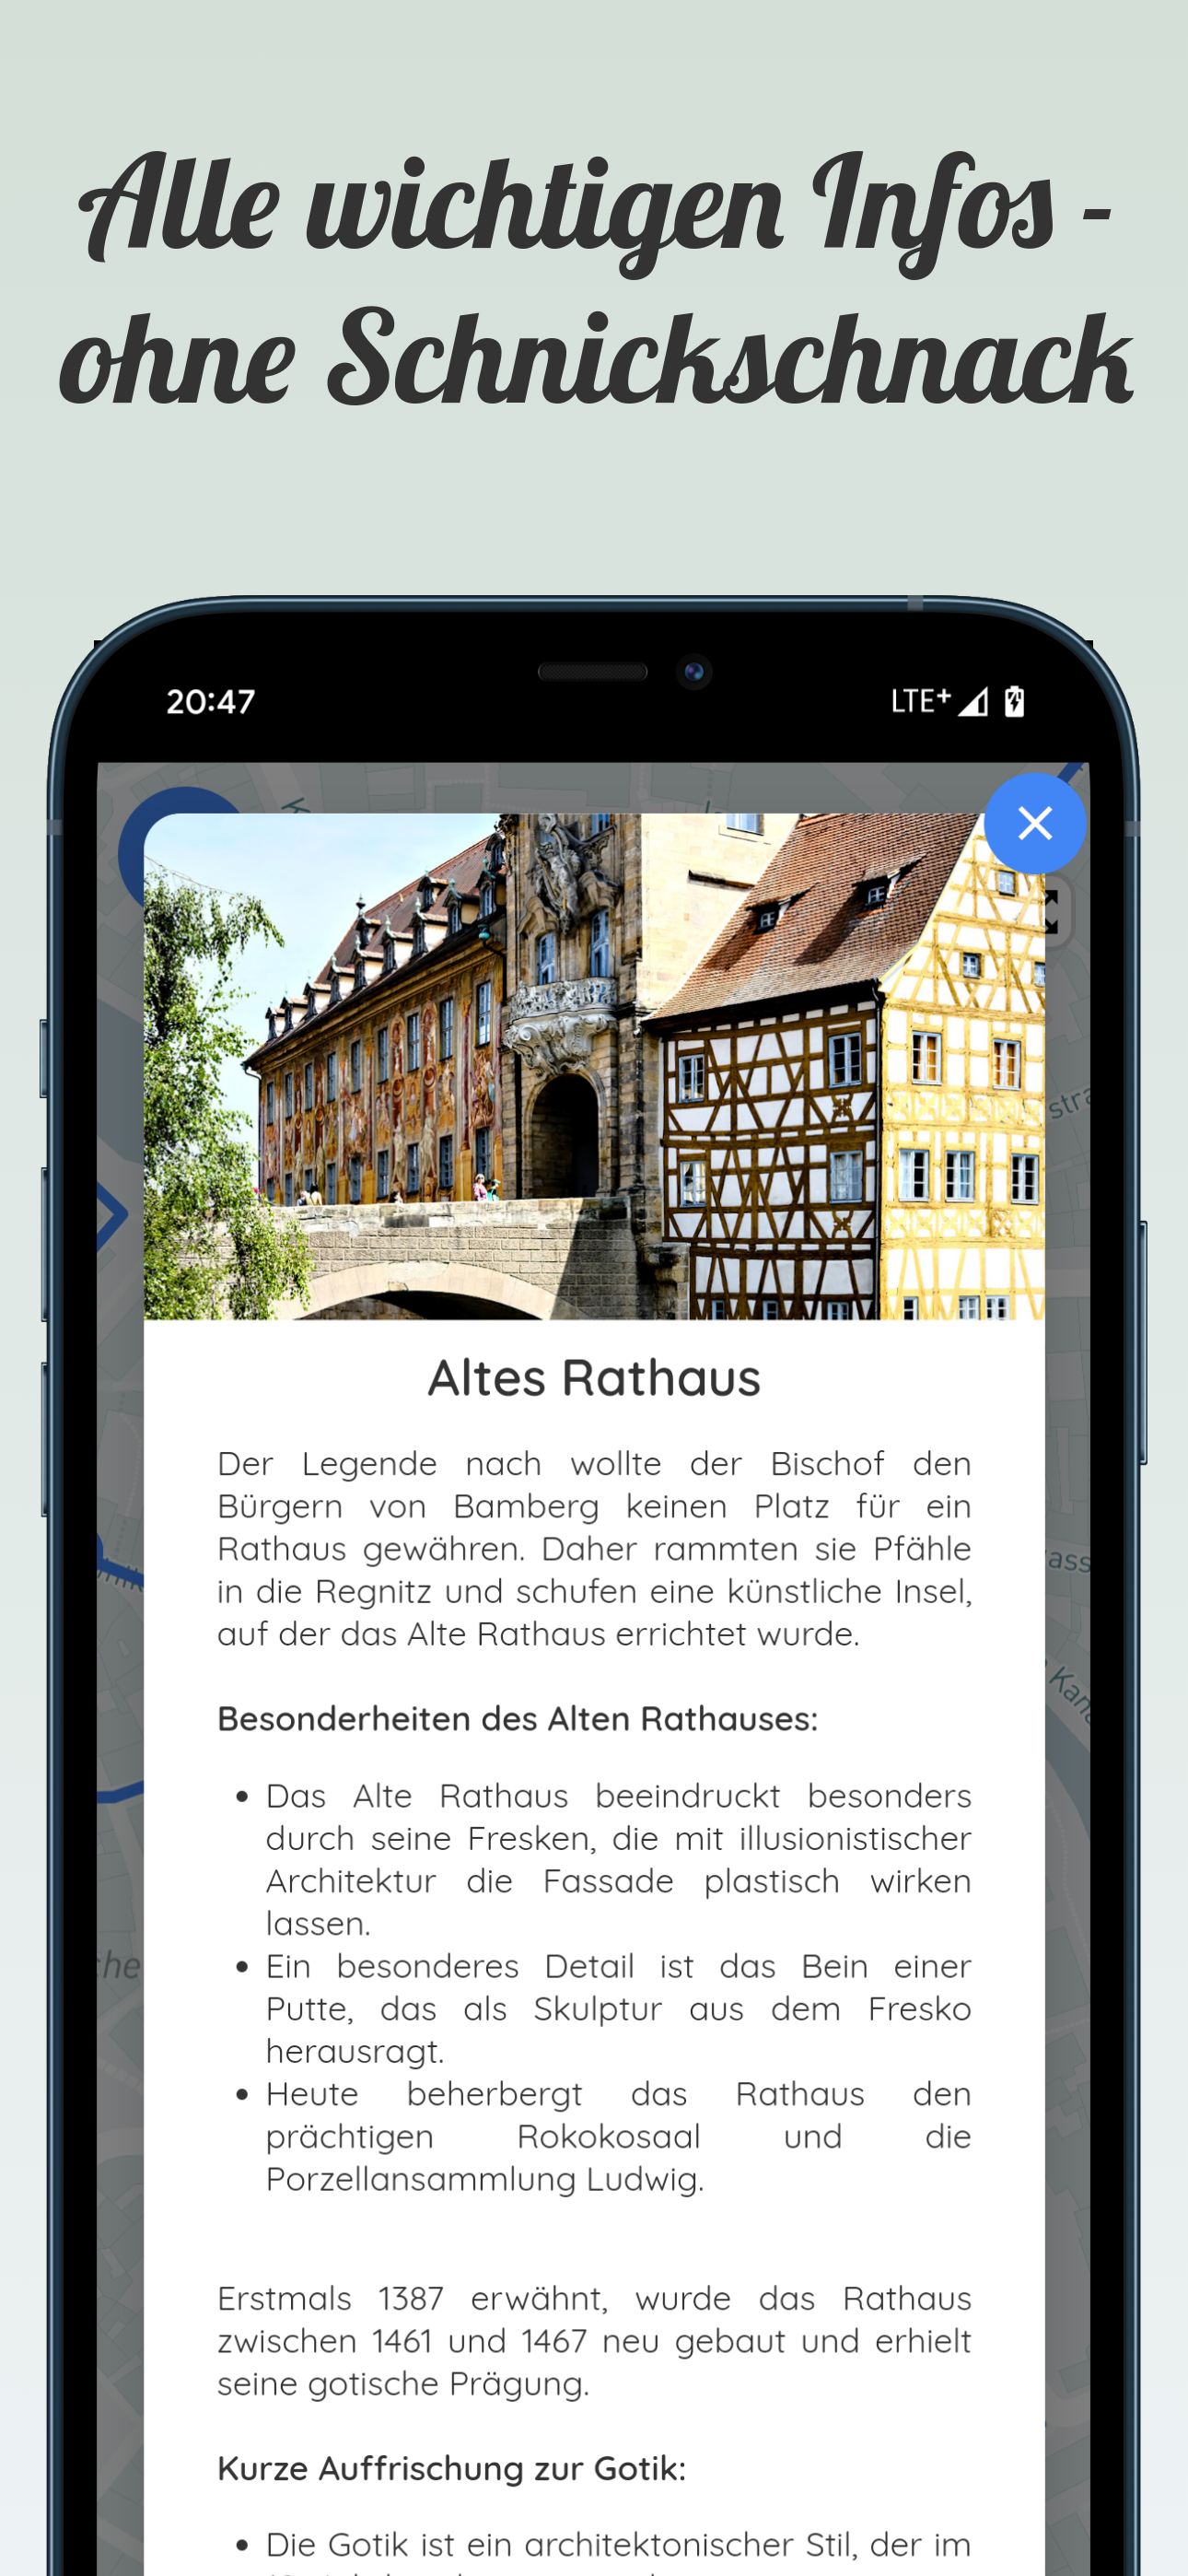 Alle wichtigen Infos -
ohne Schnickschnack
20:47
LTE+
Altes Rathaus
Der Legende nach wollte der Bischof den
Bürgern von Bamberg keinen Platz für ein
Rathaus gewähren. Daher rammten sie Pfähle
in die Regnitz und schufen eine künstliche Insel,
auf der das Alte Rathaus errichtet wurde.
Besonderheiten des Alten Rathauses:
• Das Alte Rathaus beeindruckt besonders
durch seine Fresken, die mit illusionistischer
Architektur die Fassade plastisch wirken
lassen.
• Ein besonderes Detail ist das Bein einer
Putte, das als Skulptur aus dem Fresko
herausragt.
• Heute beherbergt das Rathaus den
prächtigen Rokokosaal und die
Porzellansammlung Ludwig.
Erstmals 1387 erwähnt, wurde das Rathaus
zwischen 1461 und 1467 neu gebaut und erhielt
seine gotische Prägung.
Kurze Auffrischung zur Gotik:
• Die Gotik ist ein architektonischer Stil, der im